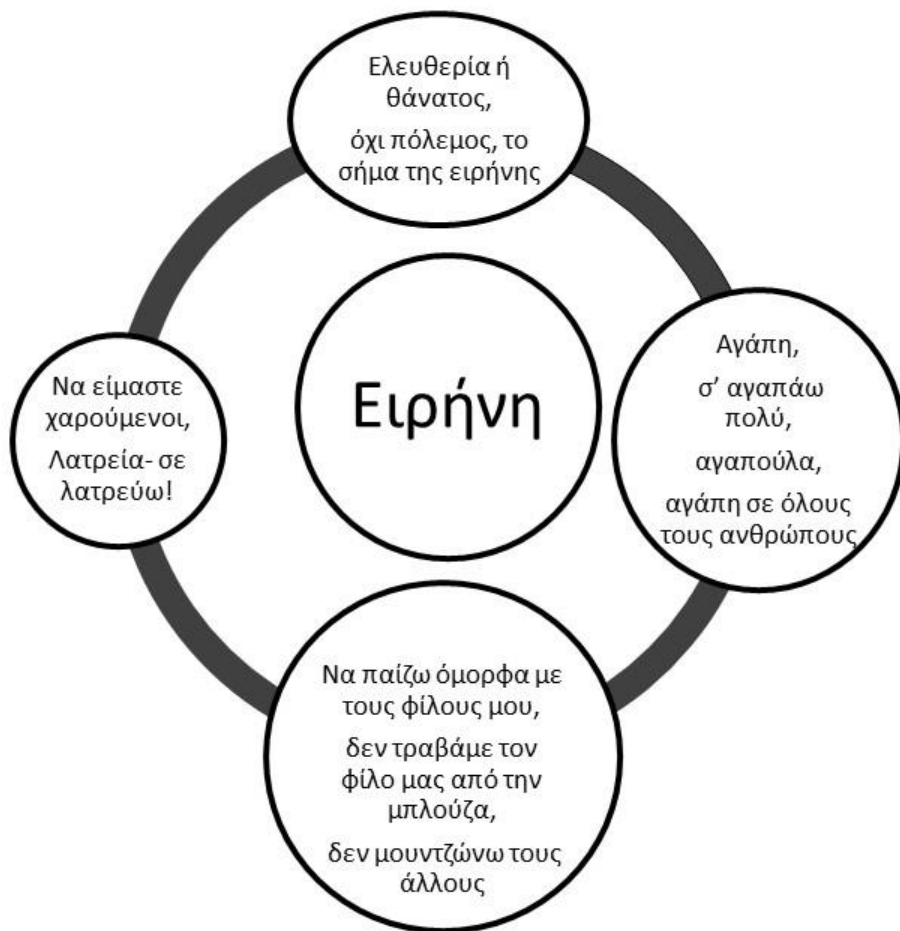 Ελευθερία ή
θάνατος,
όχι πόλεμος, το
σήμα της ειρήνης
Να είμαστε
χαρούμενοι,
Λατρεία- σε
λατρεύω!
Ειρήνη
Αγάπη,
σ’ αγαπάω
πολύ,
αγαπούλα,
αγάπη σε όλους
τους ανθρώπους
Να παίζω όμορφα με
τους φίλους μου,
δεν τραβάμε τον
φίλο μας από την
μπλούζα,
δεν μουντζώνω τους
άλλους